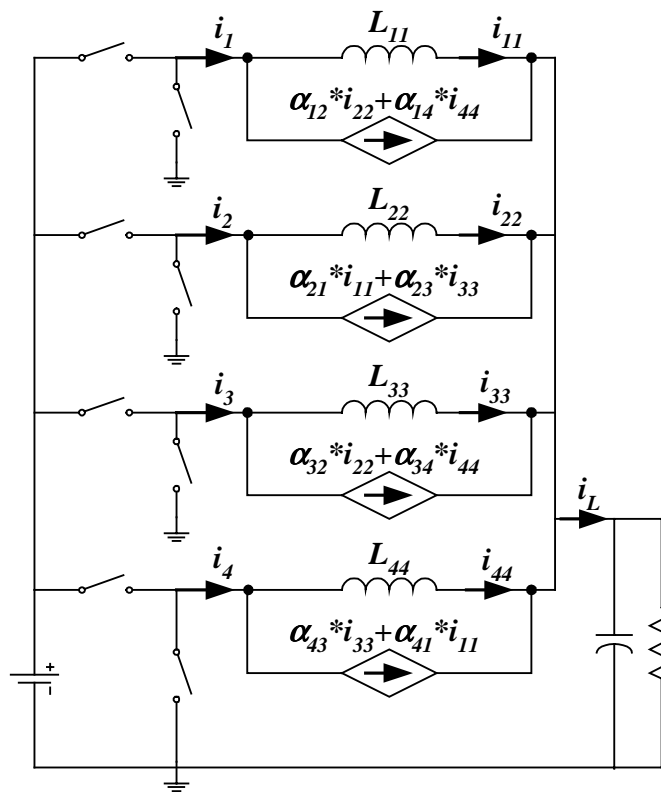 i₁ L₁₁ i₁₁
α₁₂*i₂₂+α₁₄*i₄₄
i₂ L₂₂ i₂₂
α₂₁*i₁₁+α₂₃*i₃₃
i₃ L₃₃ i₃₃
α₃₂*i₂₂+α₃₄*i₄₄
i_L
i₄ L₄₄ i₄₄
α₄₃*i₃₃+α₄₁*i₁₁
+
-